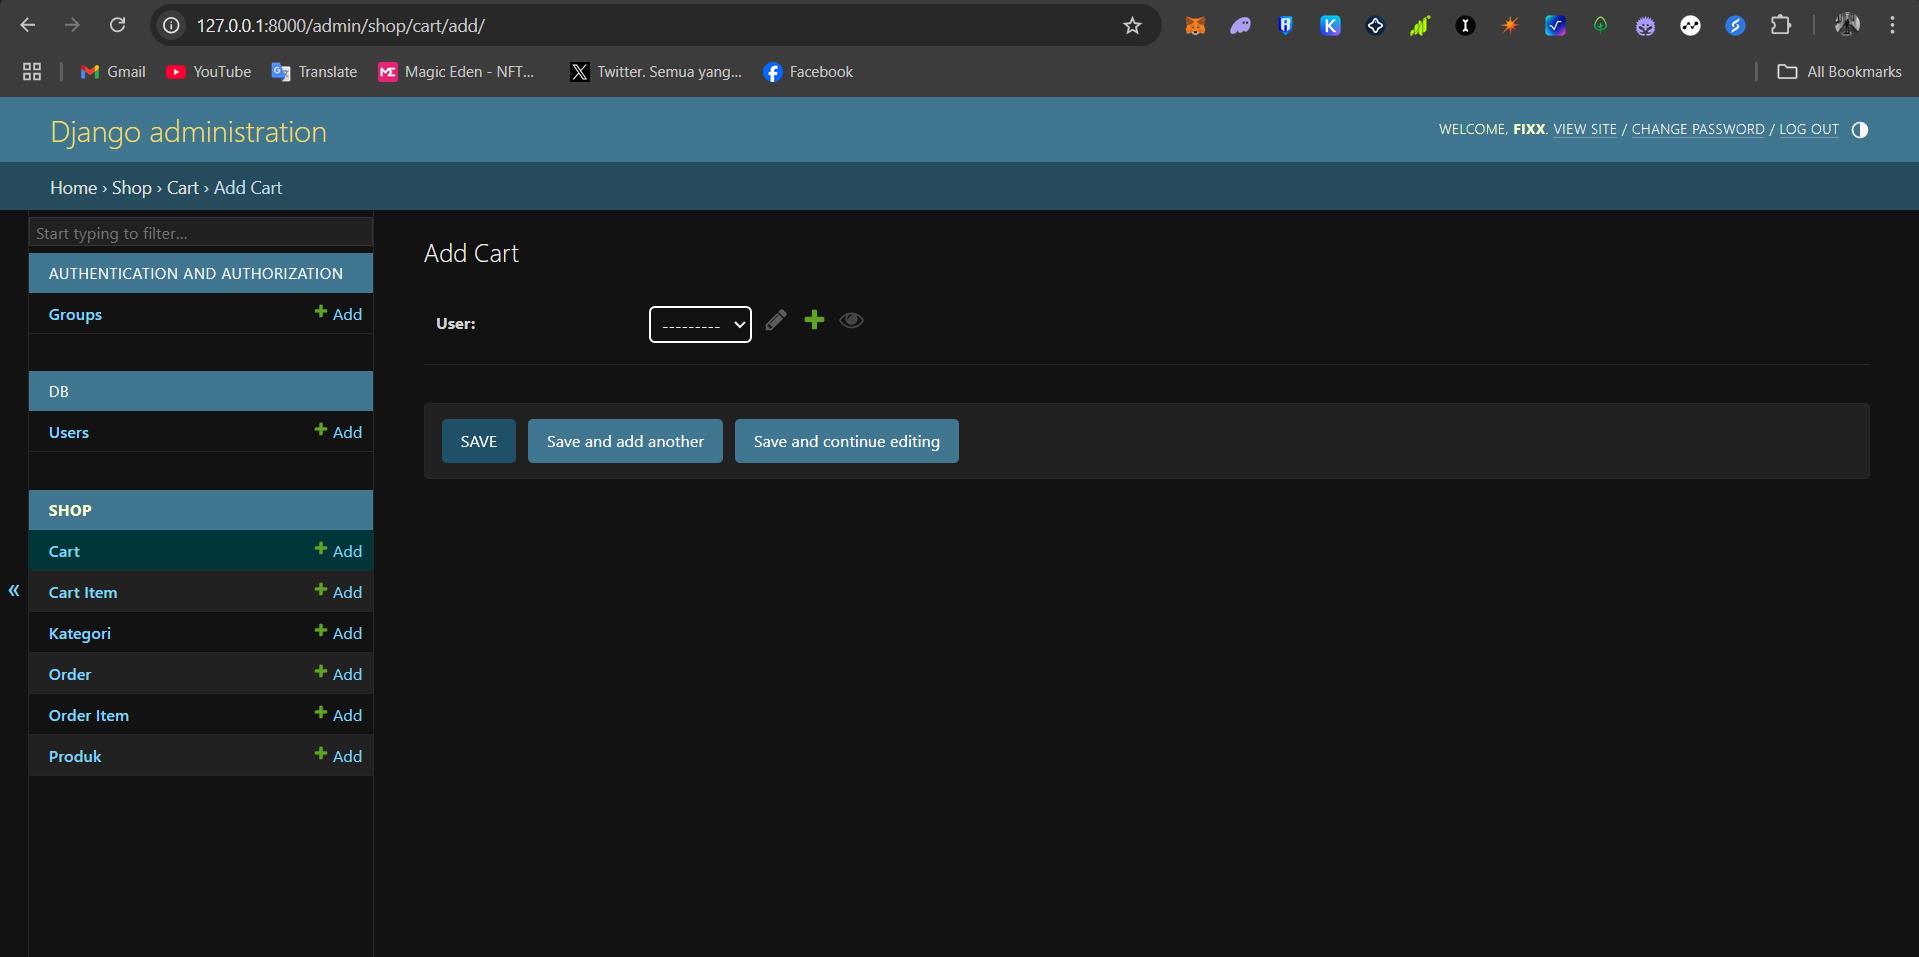 127.0.0.1:8000/admin/shop/cart/add/
Gmail
YouTube
Translate
Magic Eden - NFT...
Twitter. Semua yang...
Facebook
All Bookmarks
Django administration
WELCOME, FIXX. VIEW SITE / CHANGE PASSWORD / LOG OUT
Home › Shop › Cart › Add Cart
Start typing to filter...
AUTHENTICATION AND AUTHORIZATION
Groups
+ Add
DB
Users
+ Add
SHOP
Cart
+ Add
Cart Item
+ Add
Kategori
+ Add
Order
+ Add
Order Item
+ Add
Produk
+ Add
«
Add Cart
User:
---------
SAVE
Save and add another
Save and continue editing